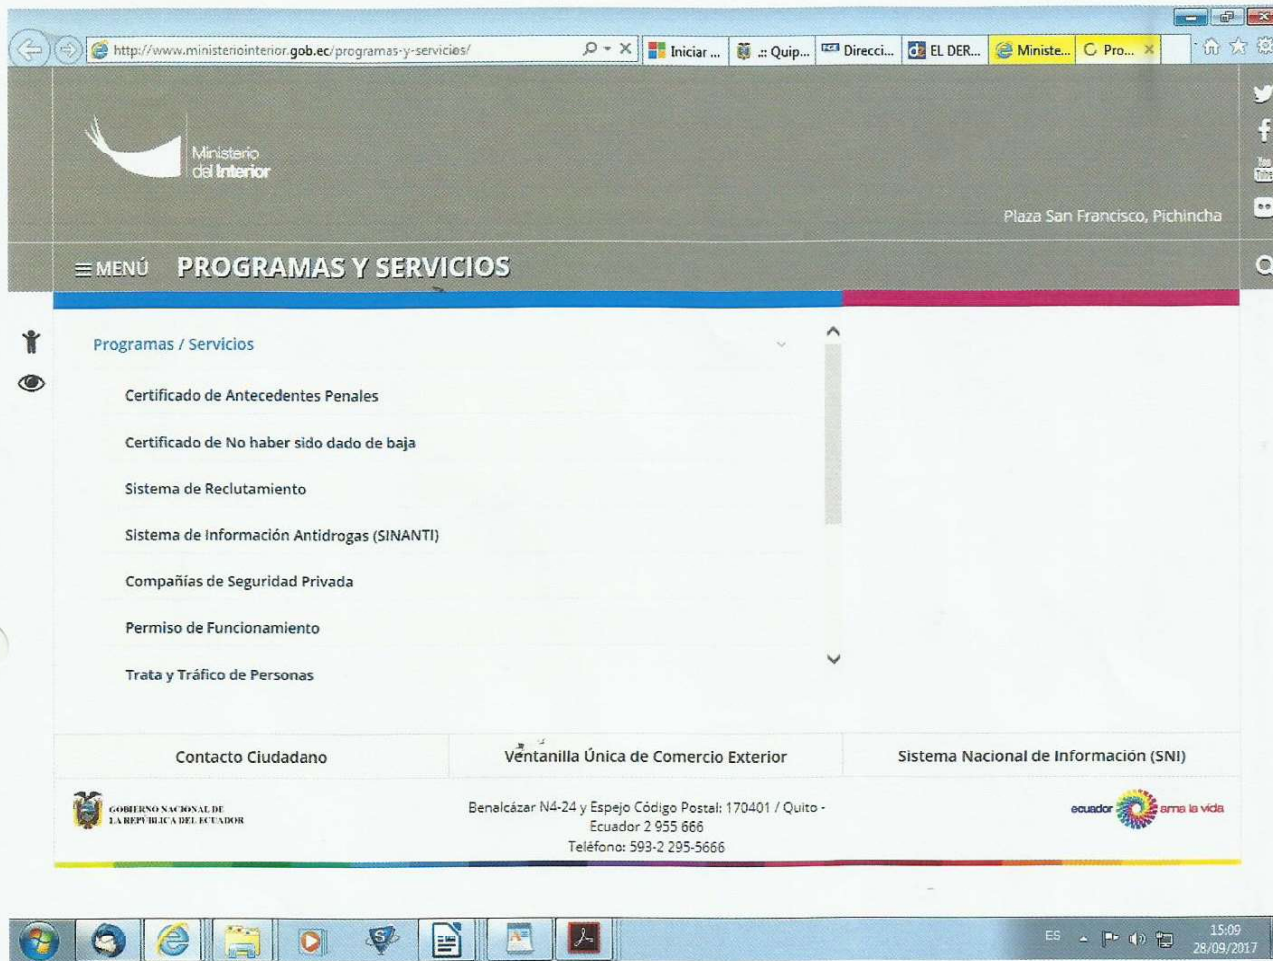 http://www.ministeriointerior.gob.ec/programas-y-servicios/
Iniciar ...
.:: Quip...
Direcci...
EL DER...
Ministe...
Pro...
Ministerio
del Interior
You
Tube
Plaza San Francisco, Pichincha
MENÚ PROGRAMAS Y SERVICIOS
Programas / Servicios
Certificado de Antecedentes Penales
Certificado de No haber sido dado de baja
Sistema de Reclutamiento
Sistema de Información Antidrogas (SINANTI)
Compañías de Seguridad Privada
Permiso de Funcionamiento
Trata y Tráfico de Personas
Contacto Ciudadano
Ventanilla Única de Comercio Exterior
Sistema Nacional de Información (SNI)
GOBIERNO NACIONAL DE
LA REPÚBLICA DEL ECUADOR
Benalcázar N4-24 y Espejo Código Postal: 170401 / Quito -
Ecuador 2 955 666
Teléfono: 593-2 295-5666
ecuador ama la vida
ES
15:09
28/09/2017